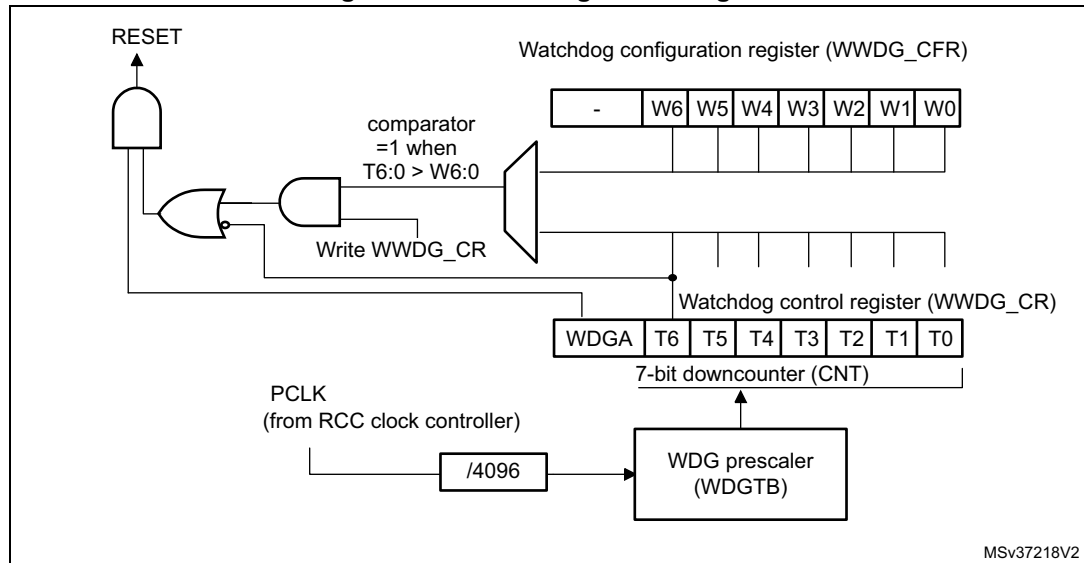 RESET
Watchdog configuration register (WWDG_CFR)
- W6 W5 W4 W3 W2 W1 W0
comparator
=1 when
T6:0 > W6:0
Write WWDG_CR
Watchdog control register (WWDG_CR)
WDGA T6 T5 T4 T3 T2 T1 T0
7-bit downcounter (CNT)
PCLK
(from RCC clock controller)
/4096
WDG prescaler
(WDGTB)
MSv37218V2